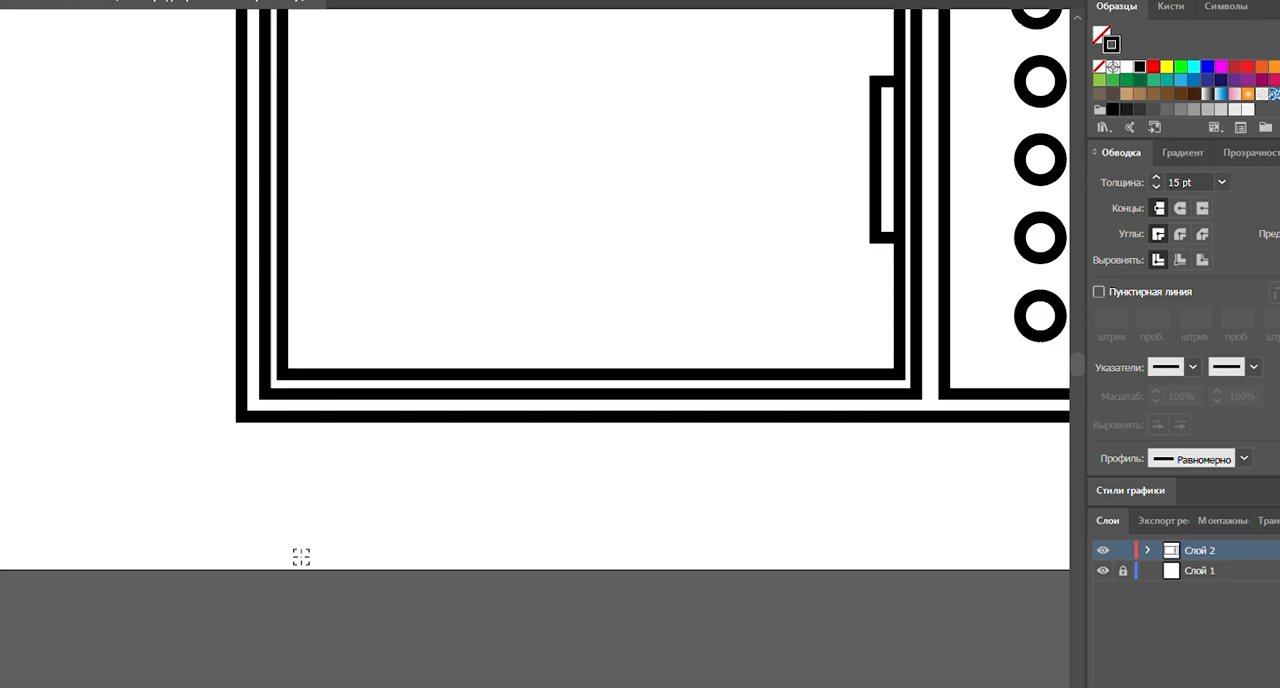 Образцы Кисти Символы
Обводка Градиент Прозрачност
Толщина: 15 pt
Концы:
Углы: Пред
Выровнять:
Пунктирная линия
штрих проб. штрих проб. шт
Указатели:
Масштаб: 100% 100%
Выровнять:
Профиль: Равномерно
Стили графики
Слои Экспорт ре Монтажны Тран
Слой 2
Слой 1